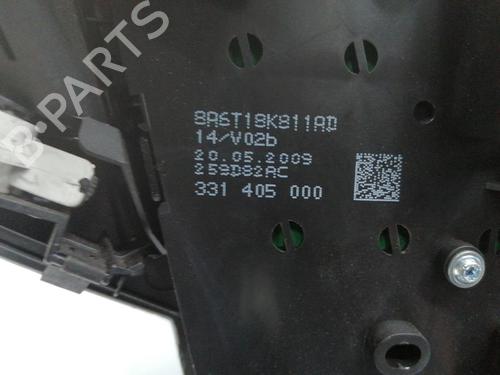 B-PARTS
8A6T18K811AD
14/V02b
20.05.2009
259D82AC
331 405 000